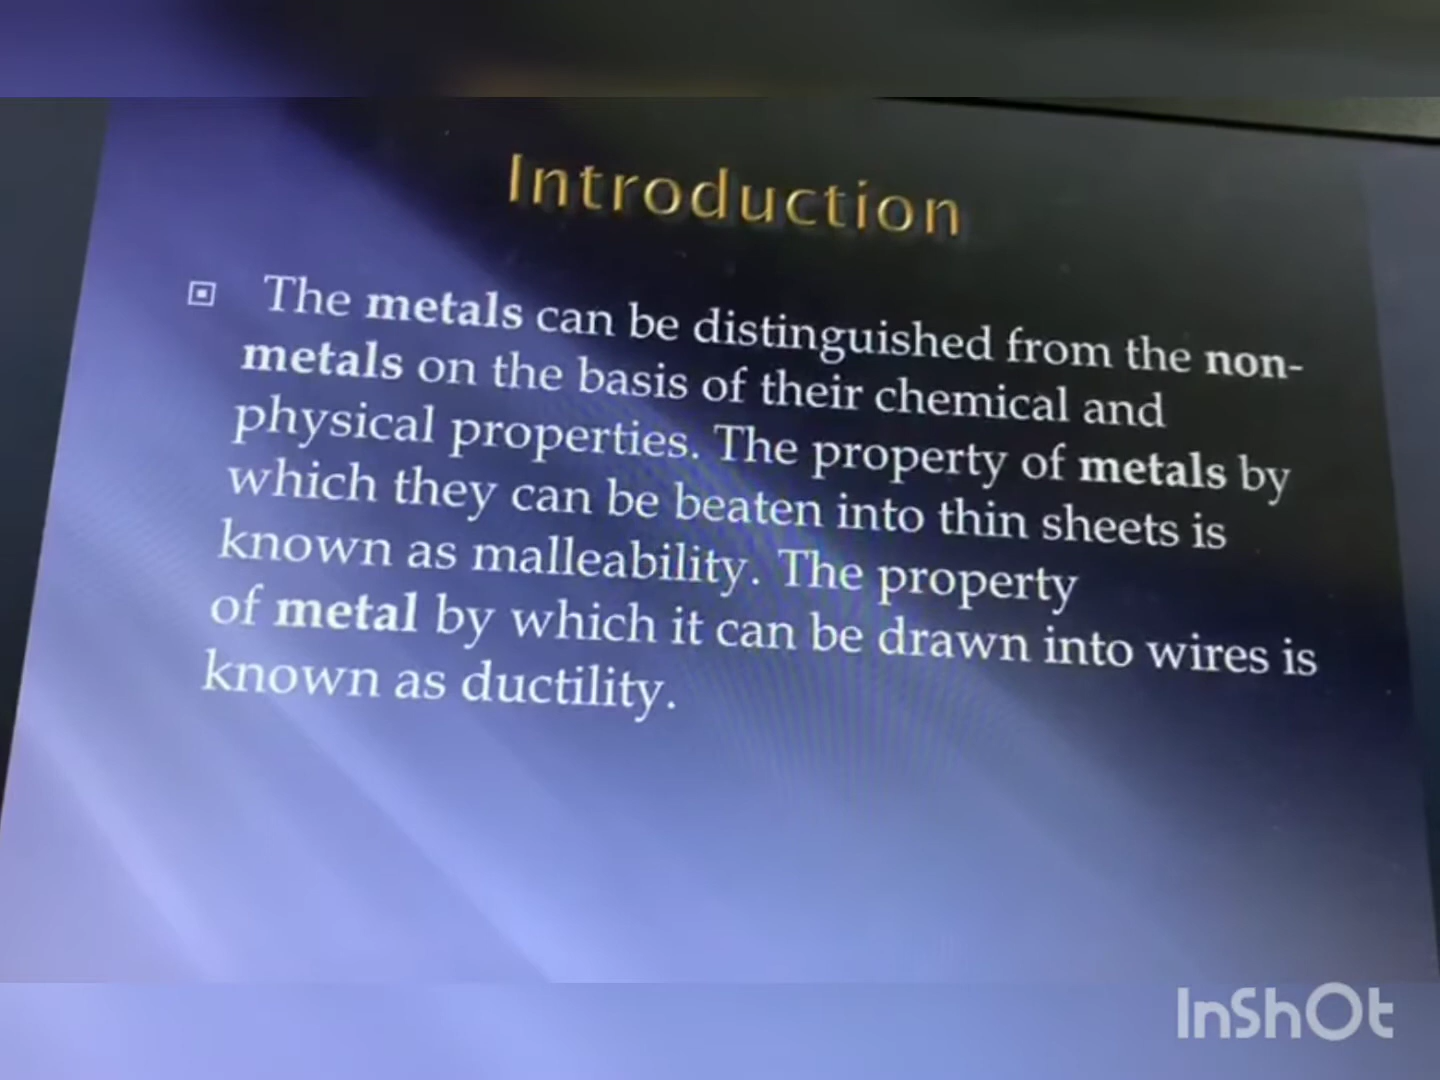 Introduction
The metals can be distinguished from the non-
metals on the basis of their chemical and
physical properties. The property of metals by
which they can be beaten into thin sheets is
known as malleability. The property
of metal by which it can be drawn into wires is
known as ductility.
InShOt